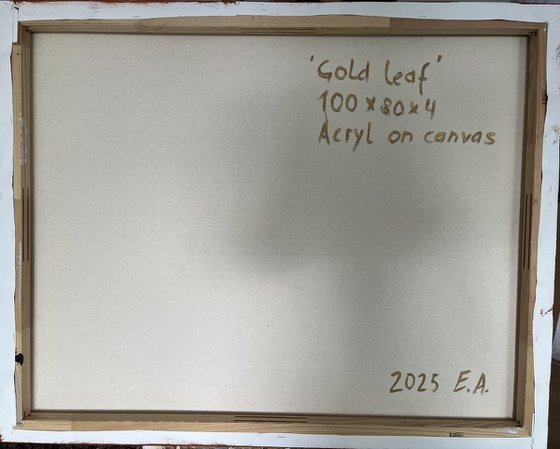 'Gold leaf'
100 x 80 x 4
Acryl on canvas
2025 E.A.